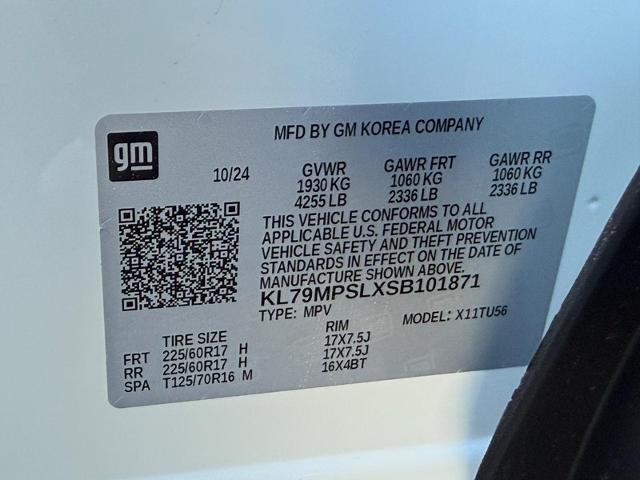 gm
MFD BY GM KOREA COMPANY
10/24
GVWR GAWR FRT GAWR RR
1930 KG 1060 KG 1060 KG
4255 LB 2336 LB 2336 LB
THIS VEHICLE CONFORMS TO ALL
APPLICABLE U.S. FEDERAL MOTOR
VEHICLE SAFETY AND THEFT PREVENTION
STANDARDS IN EFFECT ON THE DATE OF
MANUFACTURE SHOWN ABOVE.
KL79MPSLXSB101871
TYPE: MPV MODEL: X11TU56
TIRE SIZE RIM
FRT 225/60R17 H 17X7.5J
RR 225/60R17 H 17X7.5J
SPA T125/70R16 M 16X4BT